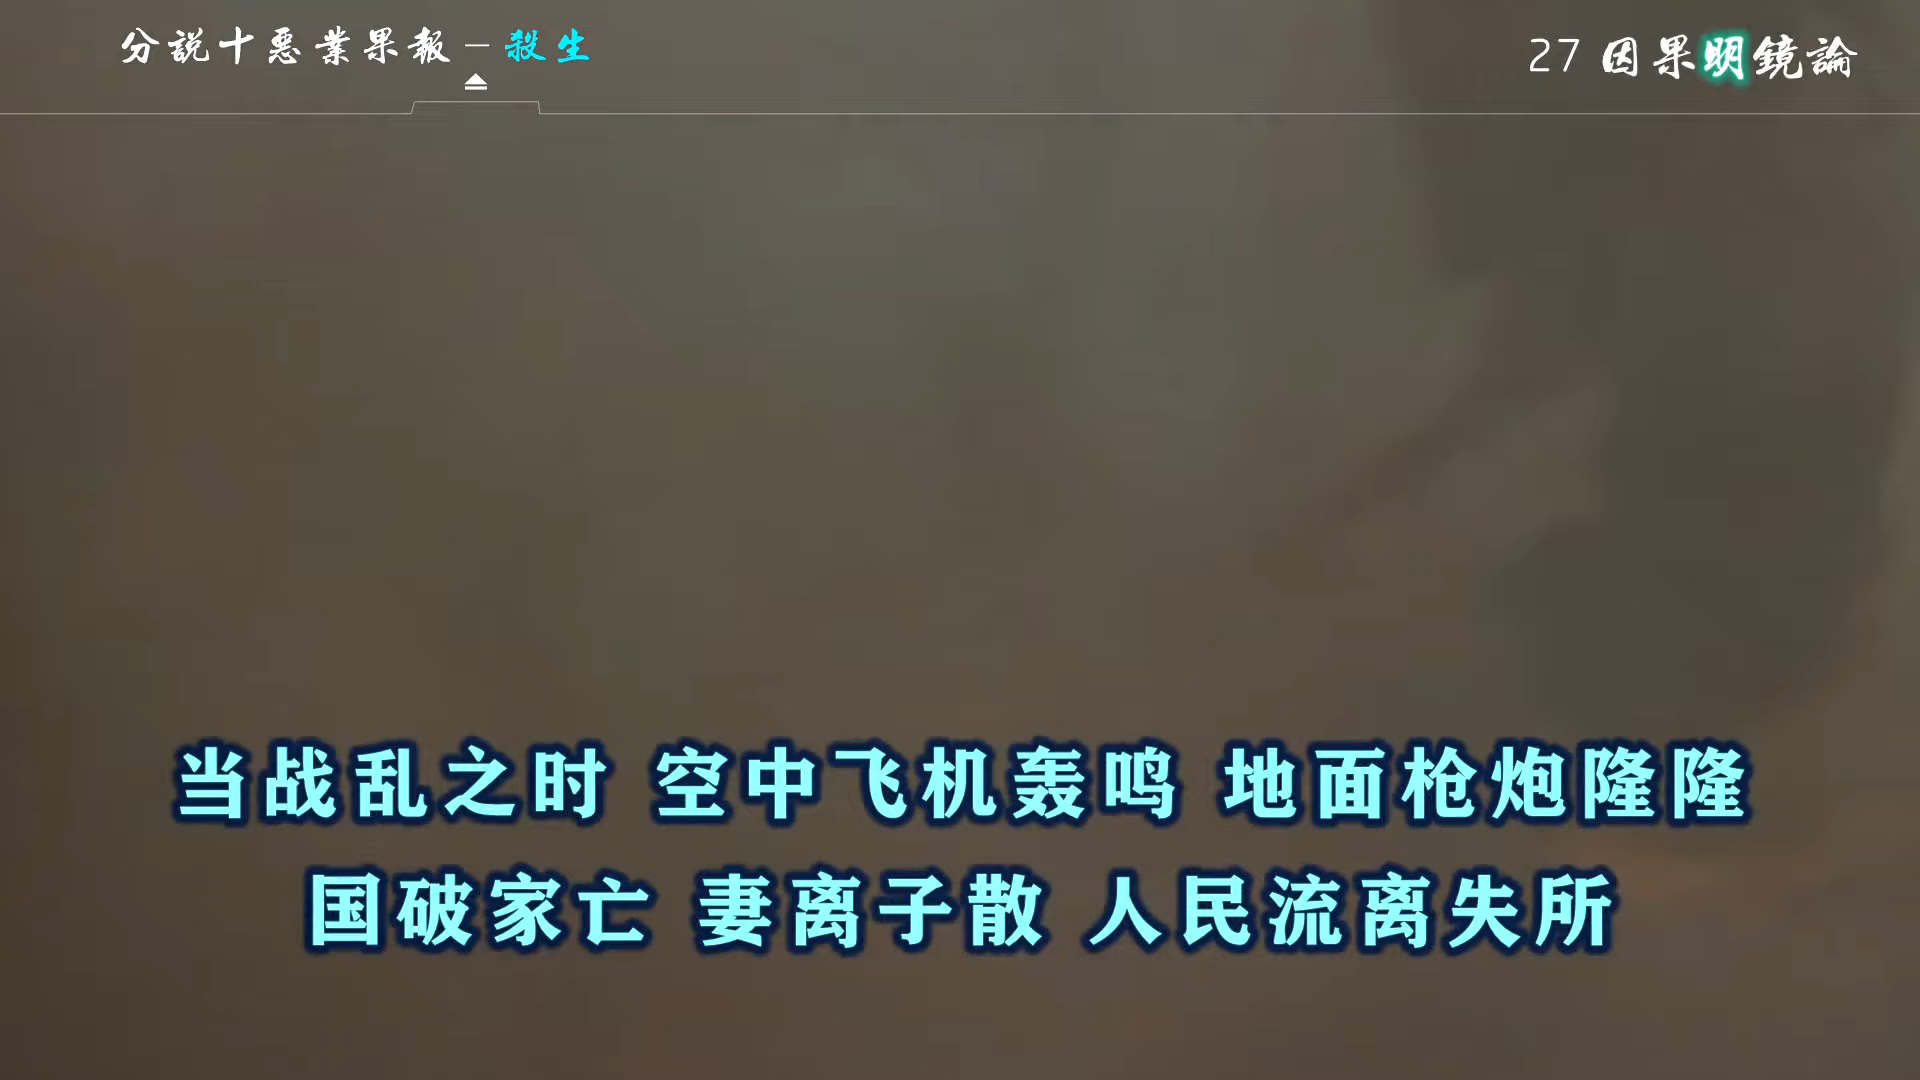 分説十惡業果報－殺生
27 因果明鏡論
当战乱之时 空中飞机轰鸣 地面枪炮隆隆
国破家亡 妻离子散 人民流离失所